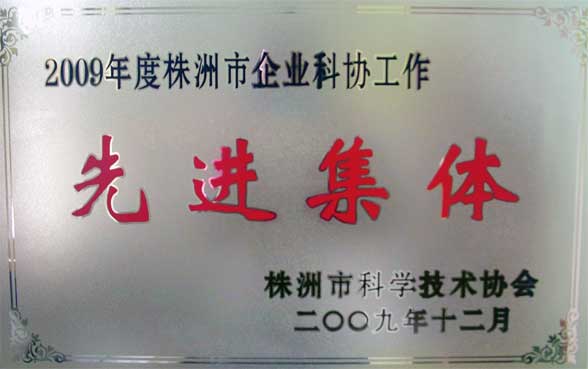 2009年度株洲市企业科协工作
先进集体
株洲市科学技术协会
二〇〇九年十二月